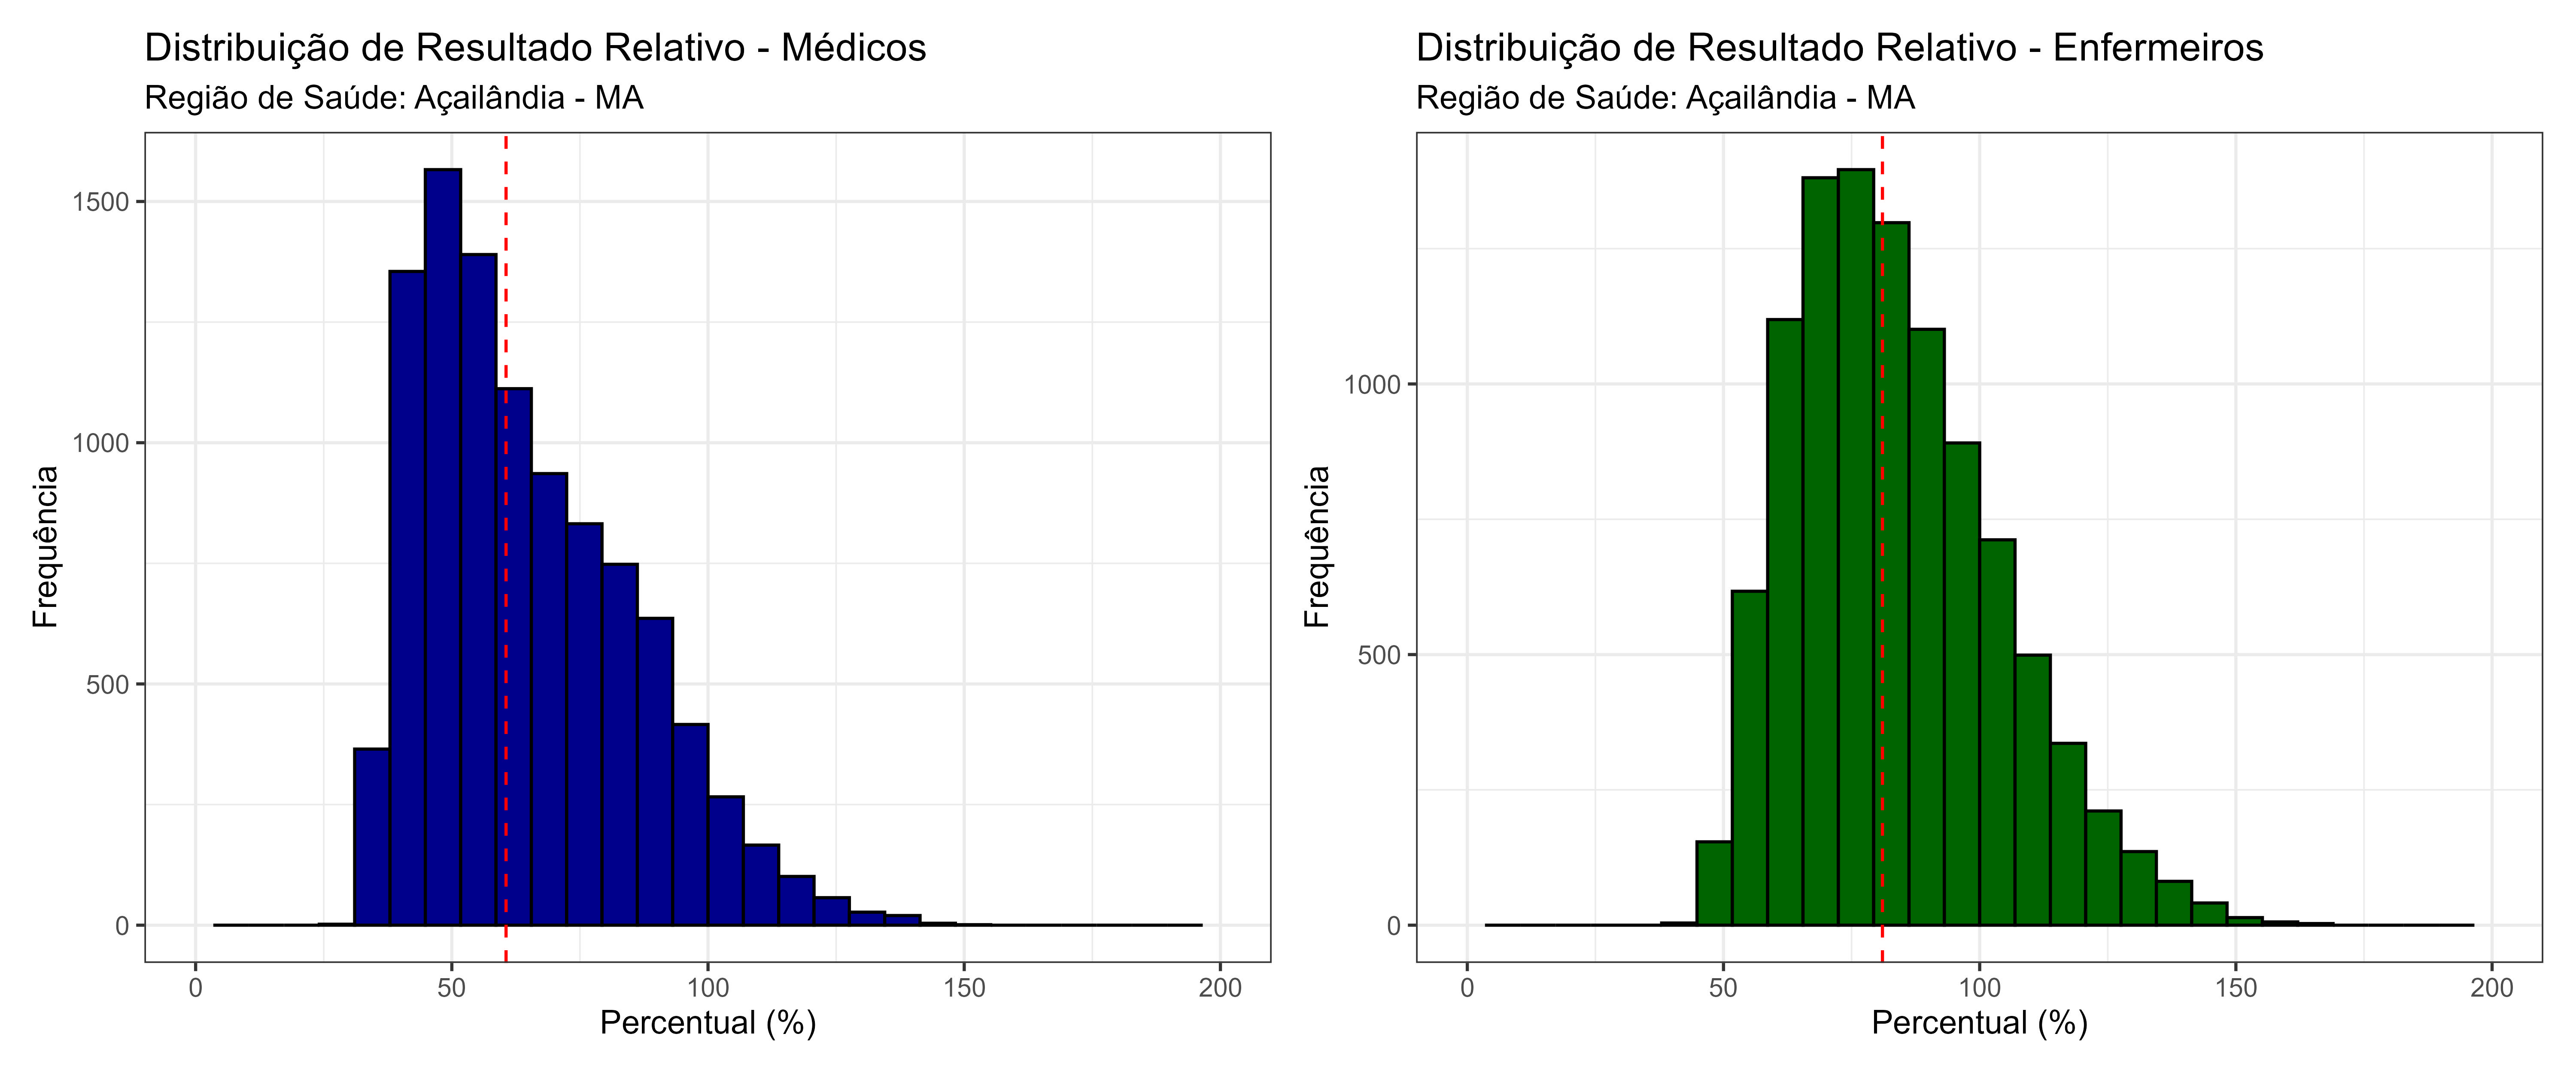 Distribuição de Resultado Relativo - Médicos
Região de Saúde: Açailândia - MA
1500
1000
500
0
Frequência
0 50 100 150 200
Percentual (%)
Distribuição de Resultado Relativo - Enfermeiros
Região de Saúde: Açailândia - MA
1000
500
0
Frequência
0 50 100 150 200
Percentual (%)